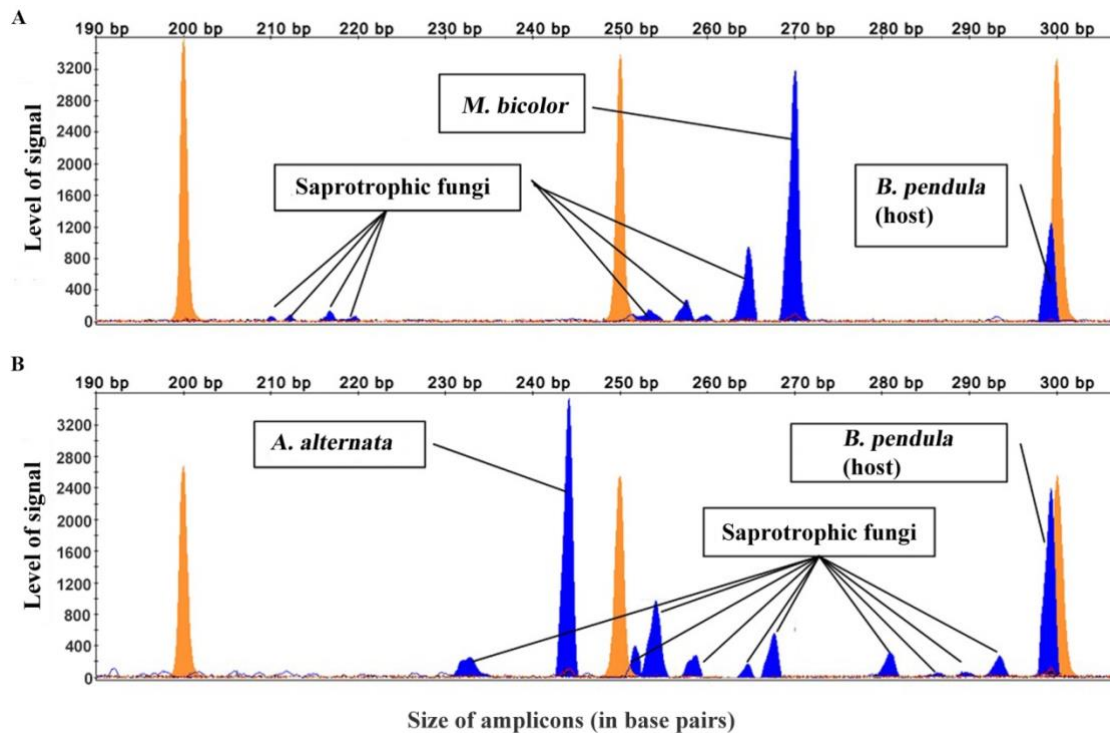 A
190 bp 200 bp 210 bp 220 bp 230 bp 240 bp 250 bp 260 bp 270 bp 280 bp 290 bp 300 bp
Level of signal
3200
2800
2400
2000
1600
1200
800
400
0
M. bicolor
Saprotrophic fungi
B. pendula
(host)
B
190 bp 200 bp 210 bp 220 bp 230 bp 240 bp 250 bp 260 bp 270 bp 280 bp 290 bp 300 bp
Level of signal
3200
2800
2400
2000
1600
1200
800
400
0
A. alternata
B. pendula
(host)
Saprotrophic fungi
Size of amplicons (in base pairs)